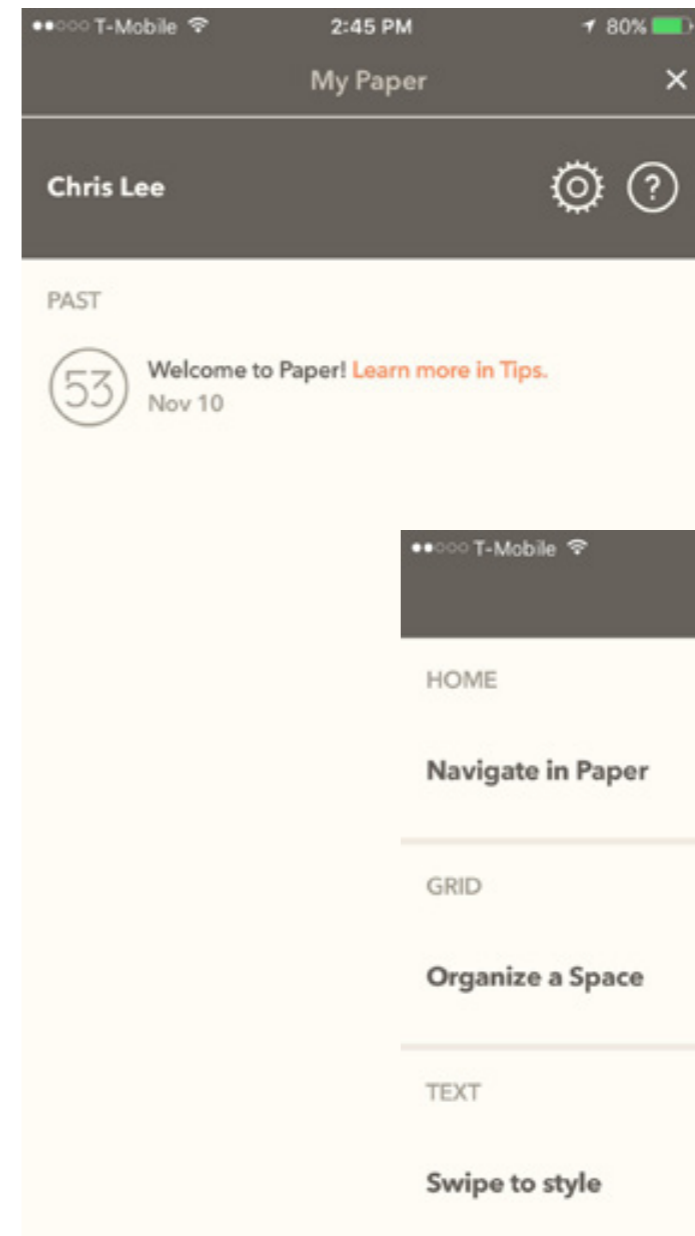 T-Mobile 2:45 PM 80%
My Paper ×
Chris Lee ?
PAST
53
Welcome to Paper! Learn more in Tips.
Nov 10
T-Mobile
HOME
Navigate in Paper
GRID
Organize a Space
TEXT
Swipe to style